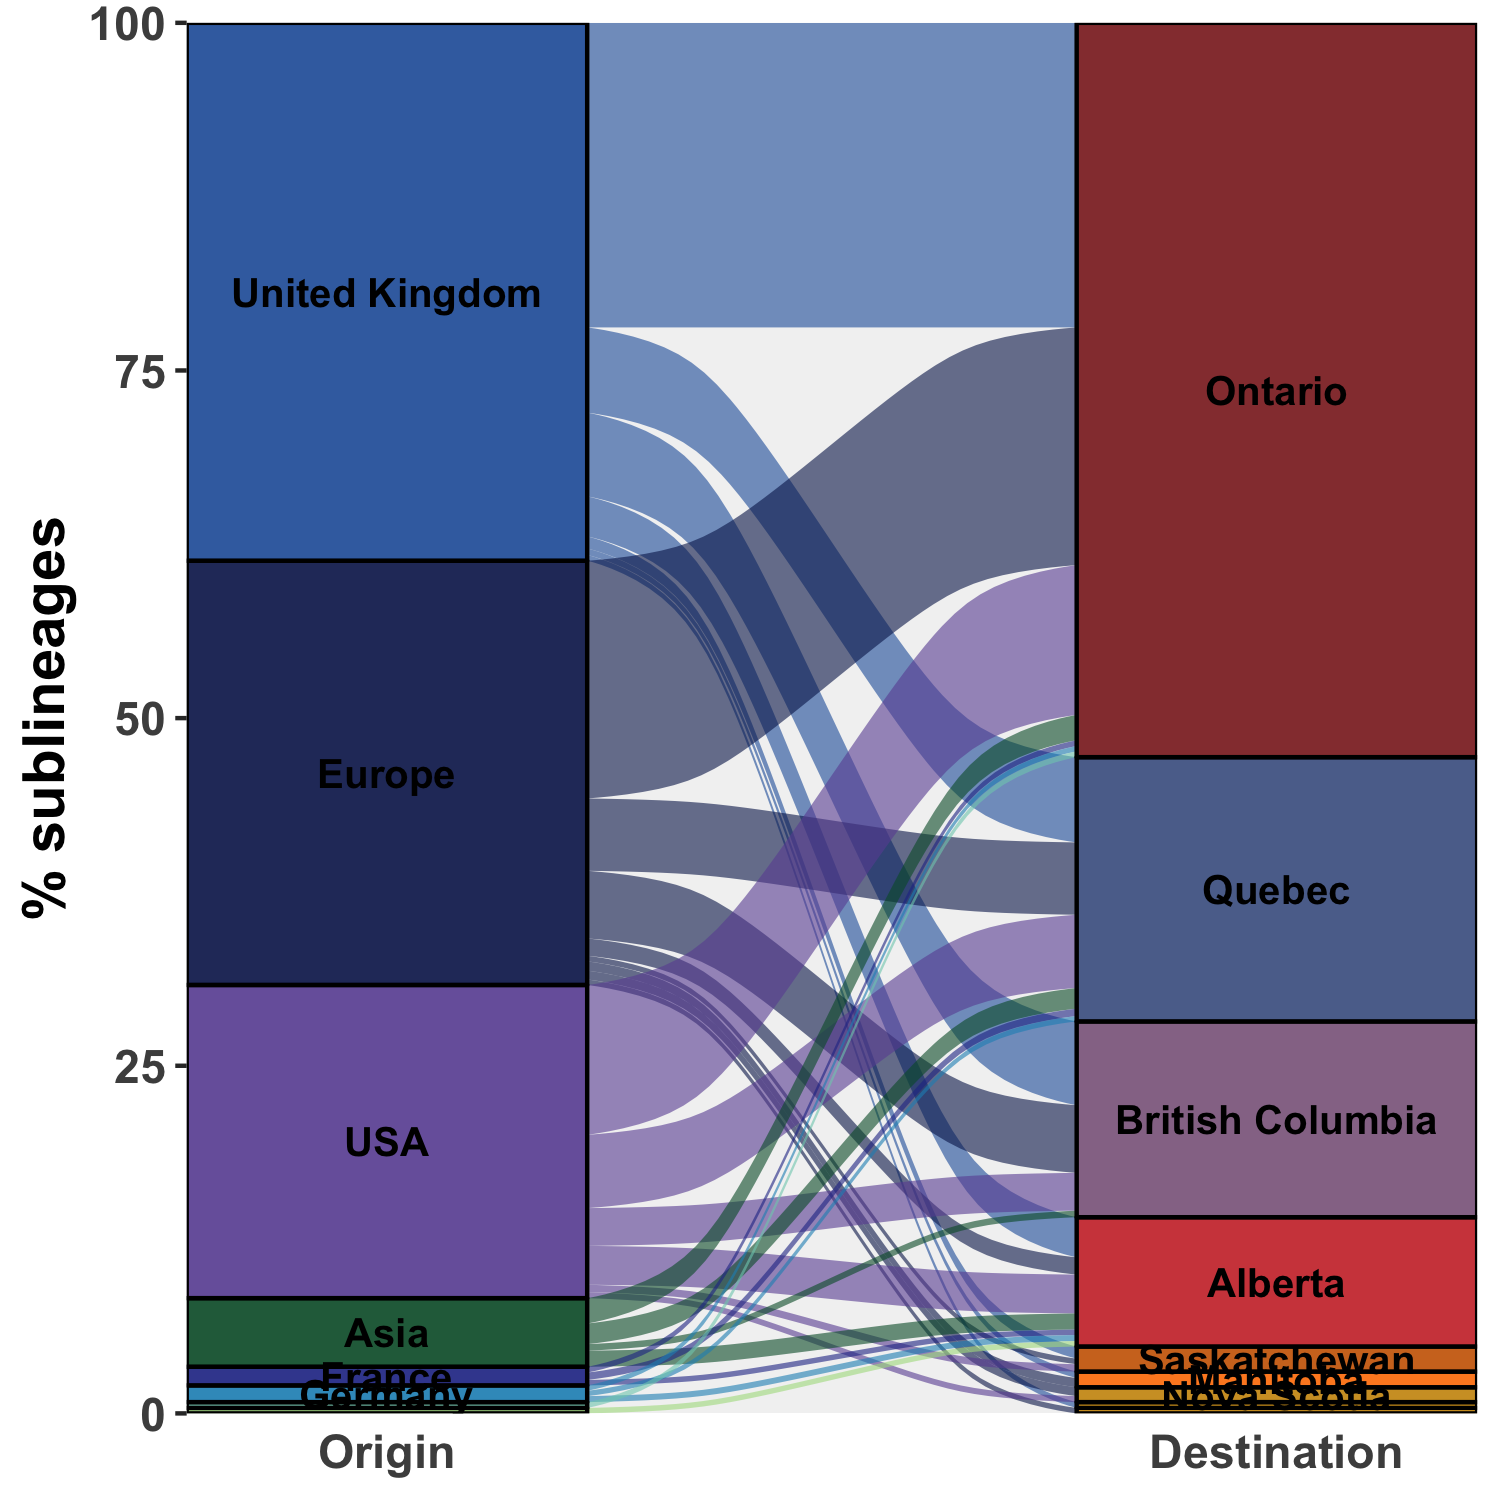 100
75
50
25
0
% sublineages
United Kingdom
Europe
USA
Asia
France
Germany
Ontario
Quebec
British Columbia
Alberta
Saskatchewan
Manitoba
Nova Scotia
Origin
Destination